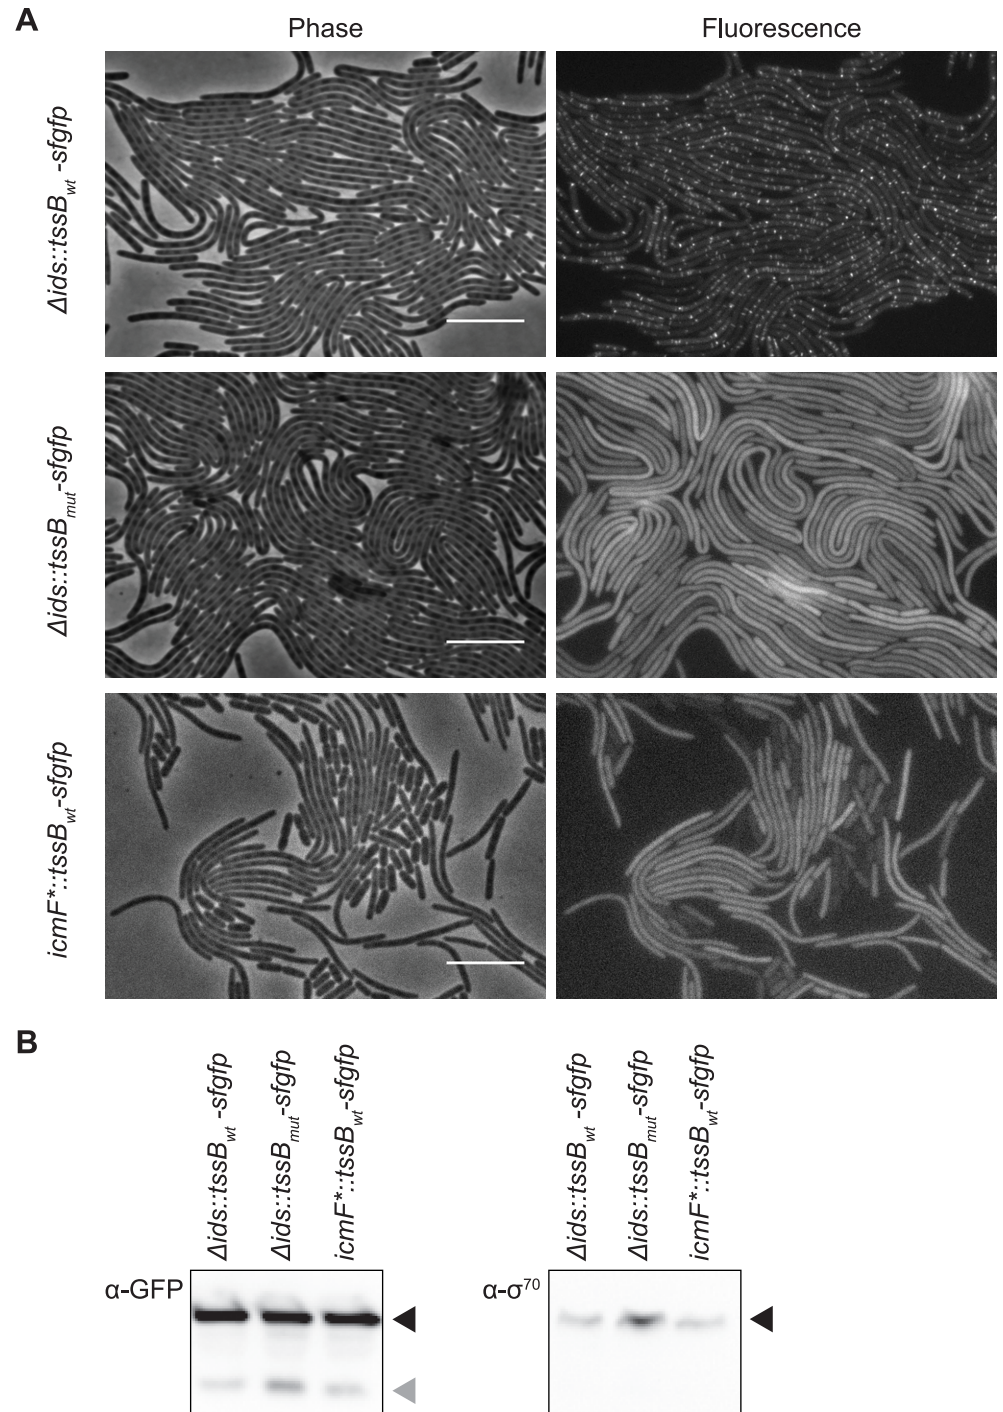 A
Phase Fluorescence
Δids::tssBwt -sfgfp
Δids::tssBmut-sfgfp
icmF*::tssBwt-sfgfp
B
Δids::tssBwt -sfgfp
Δids::tssBmut-sfgfp
icmF*::tssBwt-sfgfp
Δids::tssBwt -sfgfp
Δids::tssBmut-sfgfp
icmF*::tssBwt-sfgfp
α-GFP
α-σ⁷⁰